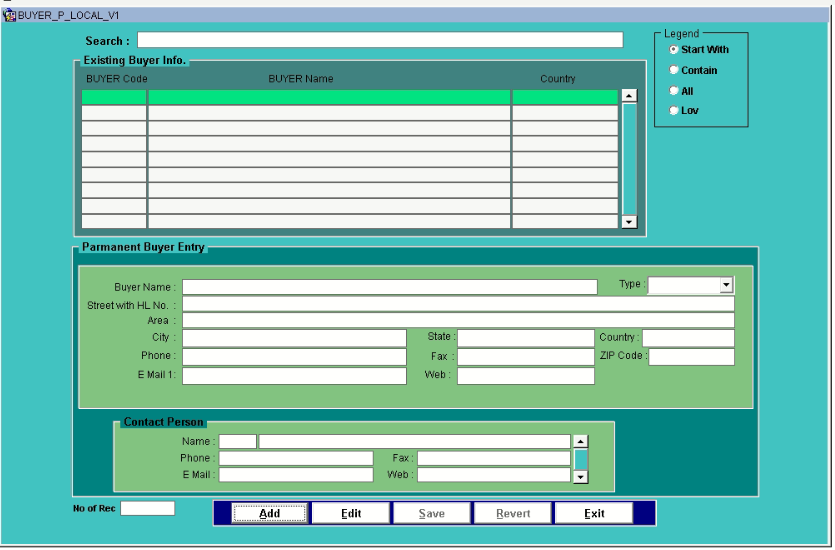 BUYER_P_LOCAL_V1
Search :
Legend
Start With
Contain
All
Lov
Existing Buyer Info.
BUYER Code BUYER Name Country
Parmanent Buyer Entry
Buyer Name : Type :
Street with HL No. :
Area :
City : State : Country :
Phone : Fax : ZIP Code :
E Mail 1: Web :
Contact Person
Name :
Phone : Fax :
E Mail : Web :
No of Rec
Add Edit Save Revert Exit